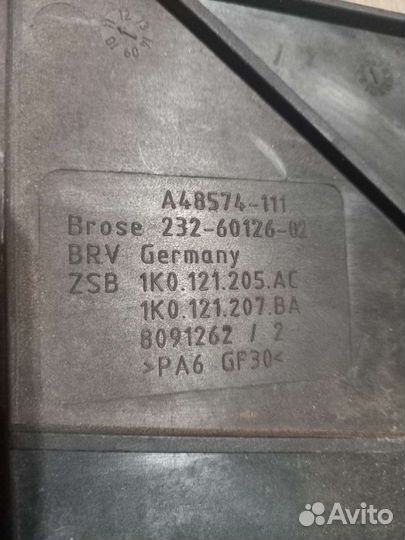 A48574-111
Brose 232-60126-02
BRV Germany
ZSB 1K0.121.205.AC
1K0.121.207.BA
8091262 / 2
>PA6 GF30<
Avito